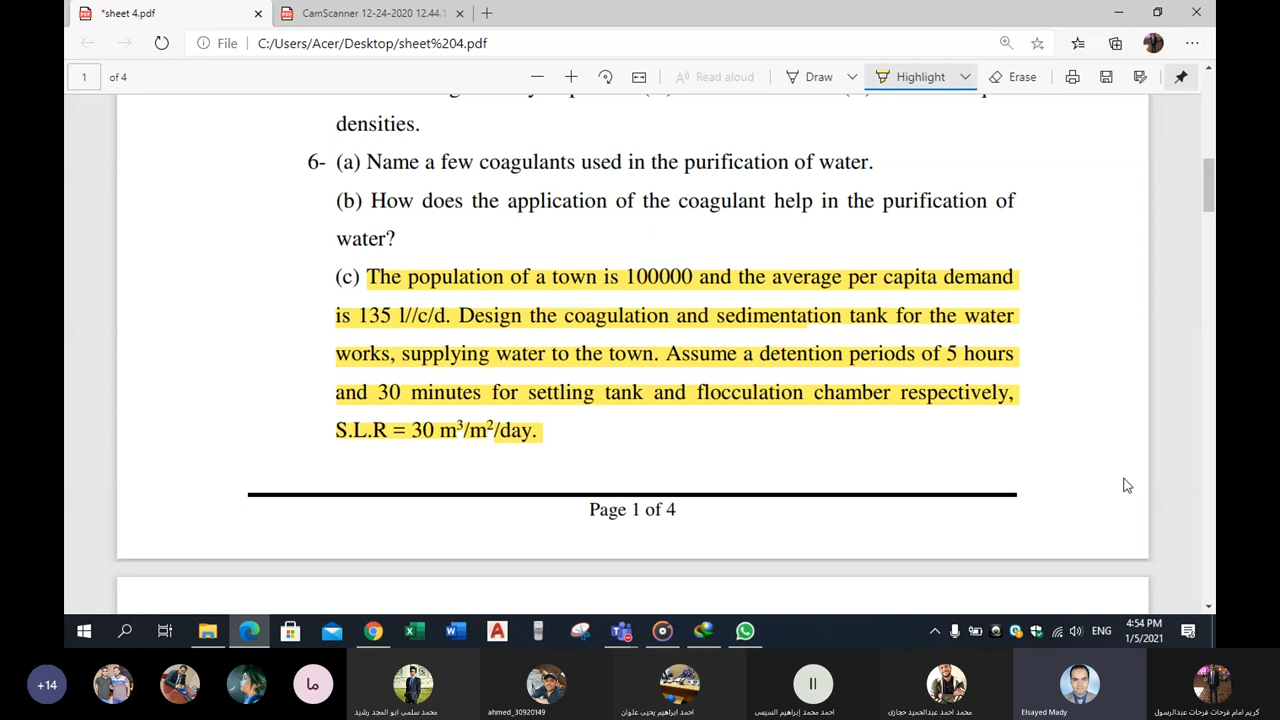 *sheet 4.pdf
CamScanner 12-24-2020 12.44.1
File
C:/Users/Acer/Desktop/sheet%204.pdf
1 of 4
Read aloud
Draw
Highlight
Erase
densities.
6- (a) Name a few coagulants used in the purification of water.
(b) How does the application of the coagulant help in the purification of
water?
(c) The population of a town is 100000 and the average per capita demand
is 135 l//c/d. Design the coagulation and sedimentation tank for the water
works, supplying water to the town. Assume a detention periods of 5 hours
and 30 minutes for settling tank and flocculation chamber respectively,
S.L.R = 30 m³/m²/day.
Page 1 of 4
ENG
4:54 PM
1/5/2021
+14
ما
محمد سلمى ابو المجد رشيد
ahmed_30920149
احمد ابراهيم يحيى علوان
احمد محمد إبراهيم السيسى
محمد احمد عبدالحميد حجازى
Elsayed Mady
كريم امام فرحات فرحات عبدالرسول